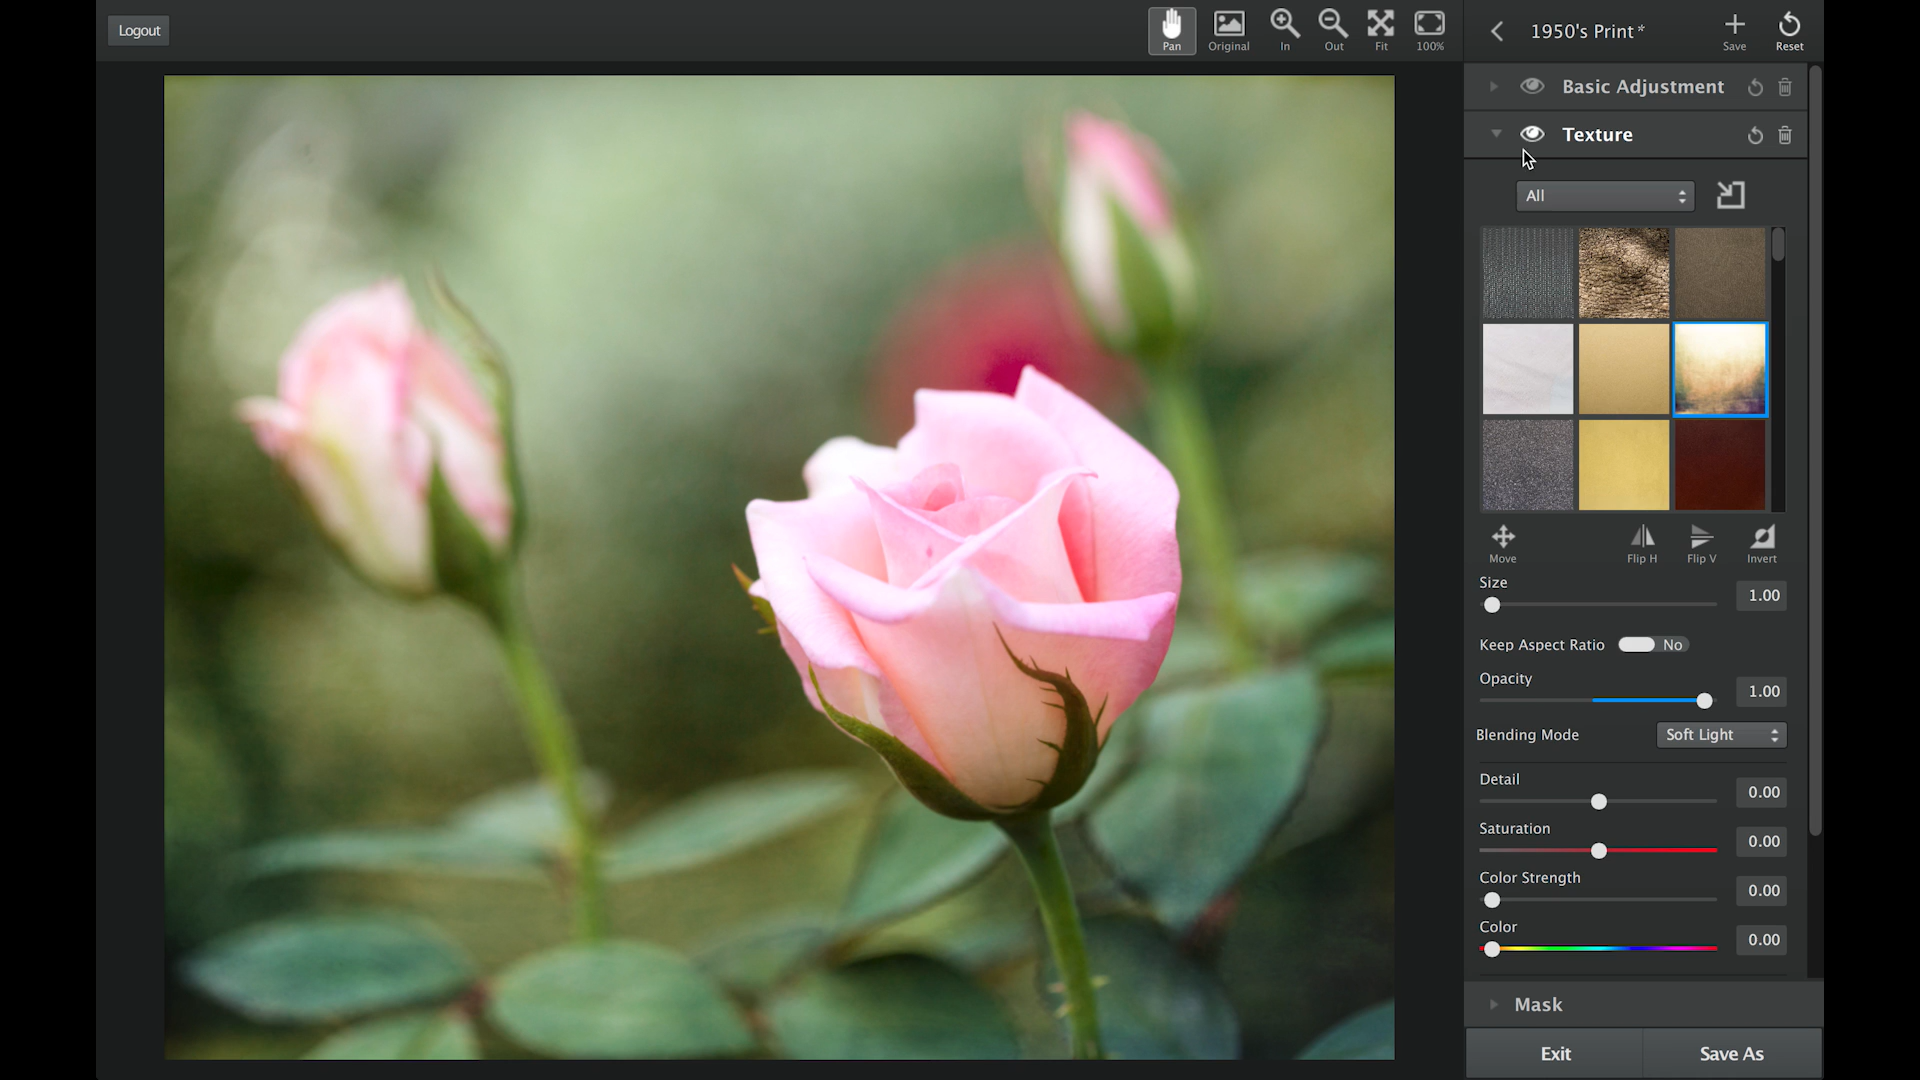 Logout
Pan
Original
In
Out
Fit
100%
1950's Print*
Save
Reset
Basic Adjustment
Texture
All
Move
Flip H
Flip V
Invert
Size
1.00
Keep Aspect Ratio
No
Opacity
1.00
Blending Mode
Soft Light
Detail
0.00
Saturation
0.00
Color Strength
0.00
Color
0.00
Mask
Exit
Save As